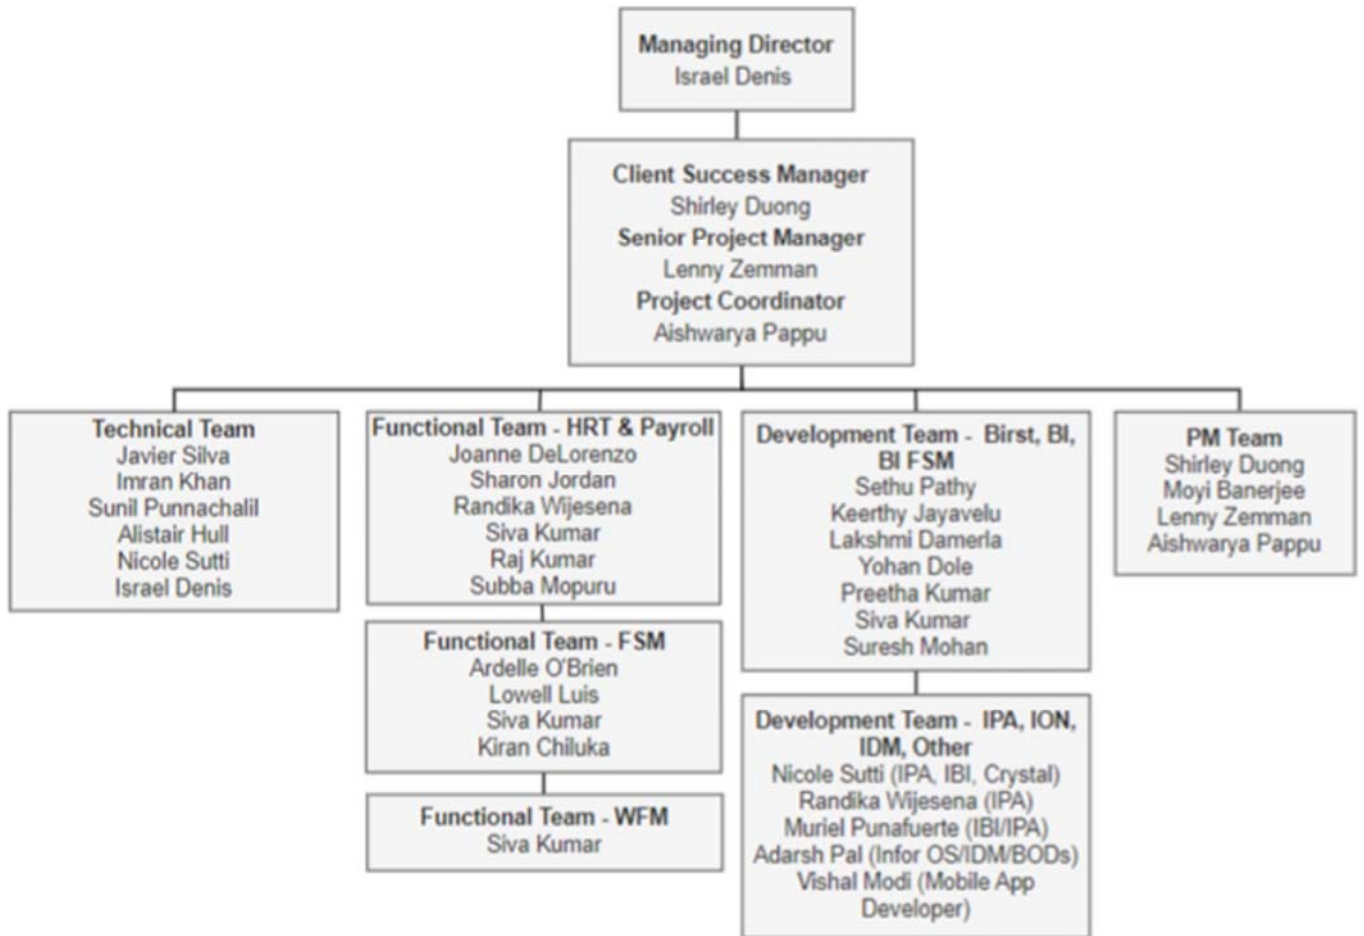 Managing Director
Israel Denis
Client Success Manager
Shirley Duong
Senior Project Manager
Lenny Zemman
Project Coordinator
Aishwarya Pappu
Technical Team
Javier Silva
Imran Khan
Sunil Punnachalil
Alistair Hull
Nicole Sutti
Israel Denis
Functional Team - HRT & Payroll
Joanne DeLorenzo
Sharon Jordan
Randika Wijesena
Siva Kumar
Raj Kumar
Subba Mopuru
Functional Team - FSM
Ardelle O'Brien
Lowell Luis
Siva Kumar
Kiran Chiluka
Functional Team - WFM
Siva Kumar
Development Team - Birst, BI,
BI FSM
Sethu Pathy
Keerthy Jayavelu
Lakshmi Damerla
Yohan Dole
Preetha Kumar
Siva Kumar
Suresh Mohan
Development Team - IPA, ION,
IDM, Other
Nicole Sutti (IPA, IBI, Crystal)
Randika Wijesena (IPA)
Muriel Punafuerte (IBI/IPA)
Adarsh Pal (Infor OS/IDM/BODs)
Vishal Modi (Mobile App
Developer)
PM Team
Shirley Duong
Moyi Banerjee
Lenny Zemman
Aishwarya Pappu